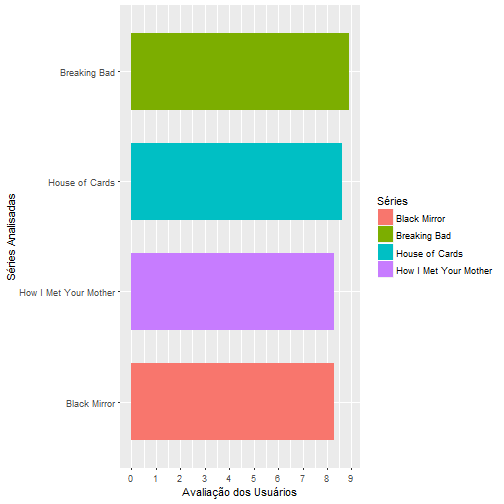 Séries Analisadas
Breaking Bad
House of Cards
How I Met Your Mother
Black Mirror
0 1 2 3 4 5 6 7 8 9
Avaliação dos Usuários
Séries
Black Mirror
Breaking Bad
House of Cards
How I Met Your Mother